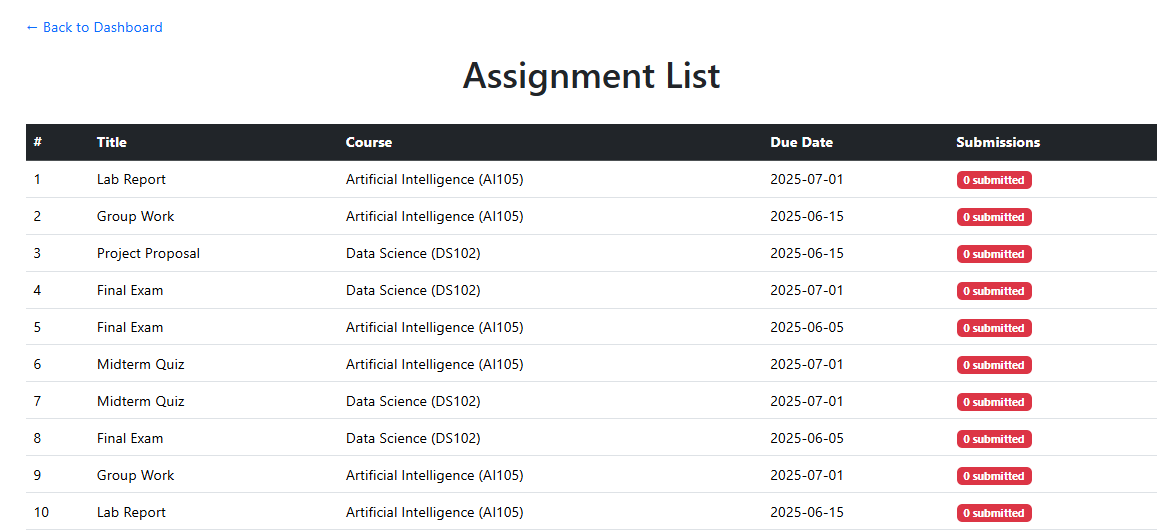 ← Back to Dashboard
Assignment List
# Title Course Due Date Submissions
1 Lab Report Artificial Intelligence (AI105) 2025-07-01 0 submitted
2 Group Work Artificial Intelligence (AI105) 2025-06-15 0 submitted
3 Project Proposal Data Science (DS102) 2025-06-15 0 submitted
4 Final Exam Data Science (DS102) 2025-07-01 0 submitted
5 Final Exam Artificial Intelligence (AI105) 2025-06-05 0 submitted
6 Midterm Quiz Artificial Intelligence (AI105) 2025-07-01 0 submitted
7 Midterm Quiz Data Science (DS102) 2025-07-01 0 submitted
8 Final Exam Data Science (DS102) 2025-06-05 0 submitted
9 Group Work Artificial Intelligence (AI105) 2025-07-01 0 submitted
10 Lab Report Artificial Intelligence (AI105) 2025-06-15 0 submitted